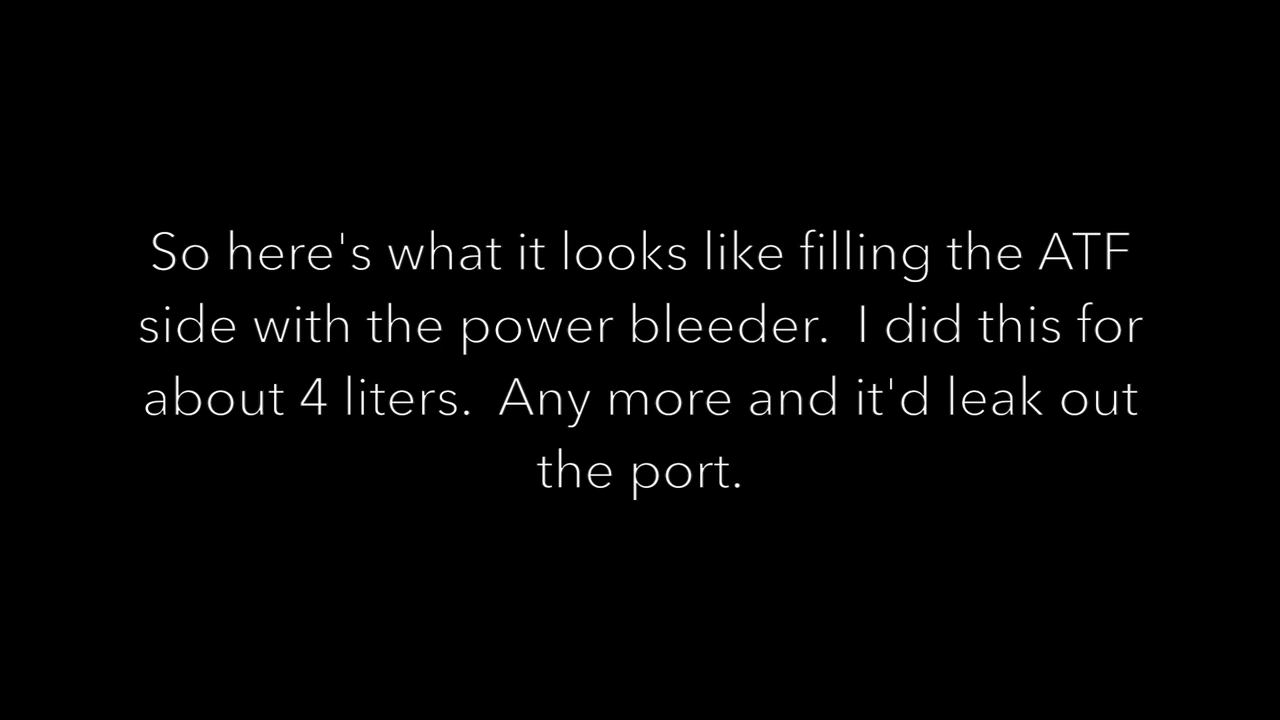 So here's what it looks like filling the ATF
side with the power bleeder.  I did this for
about 4 liters.  Any more and it'd leak out
the port.